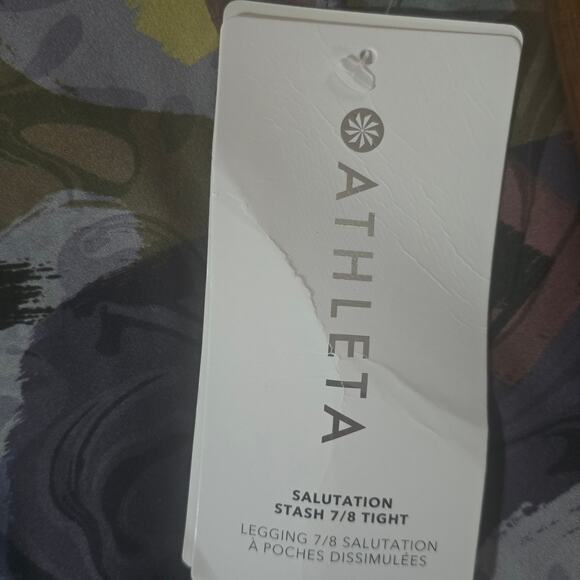 ATHLETA
SALUTATION
STASH 7/8 TIGHT
LEGGING 7/8 SALUTATION
À POCHES DISSIMULÉES